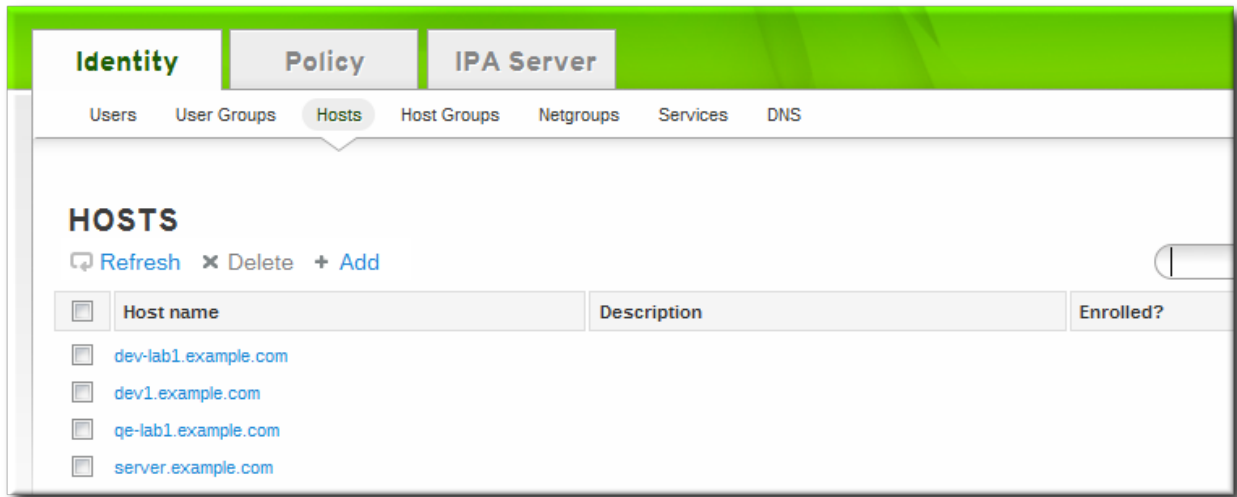 Identity Policy IPA Server
Users User Groups Hosts Host Groups Netgroups Services DNS
HOSTS
Refresh Delete + Add
Host name Description Enrolled?
dev-lab1.example.com
dev1.example.com
qe-lab1.example.com
server.example.com